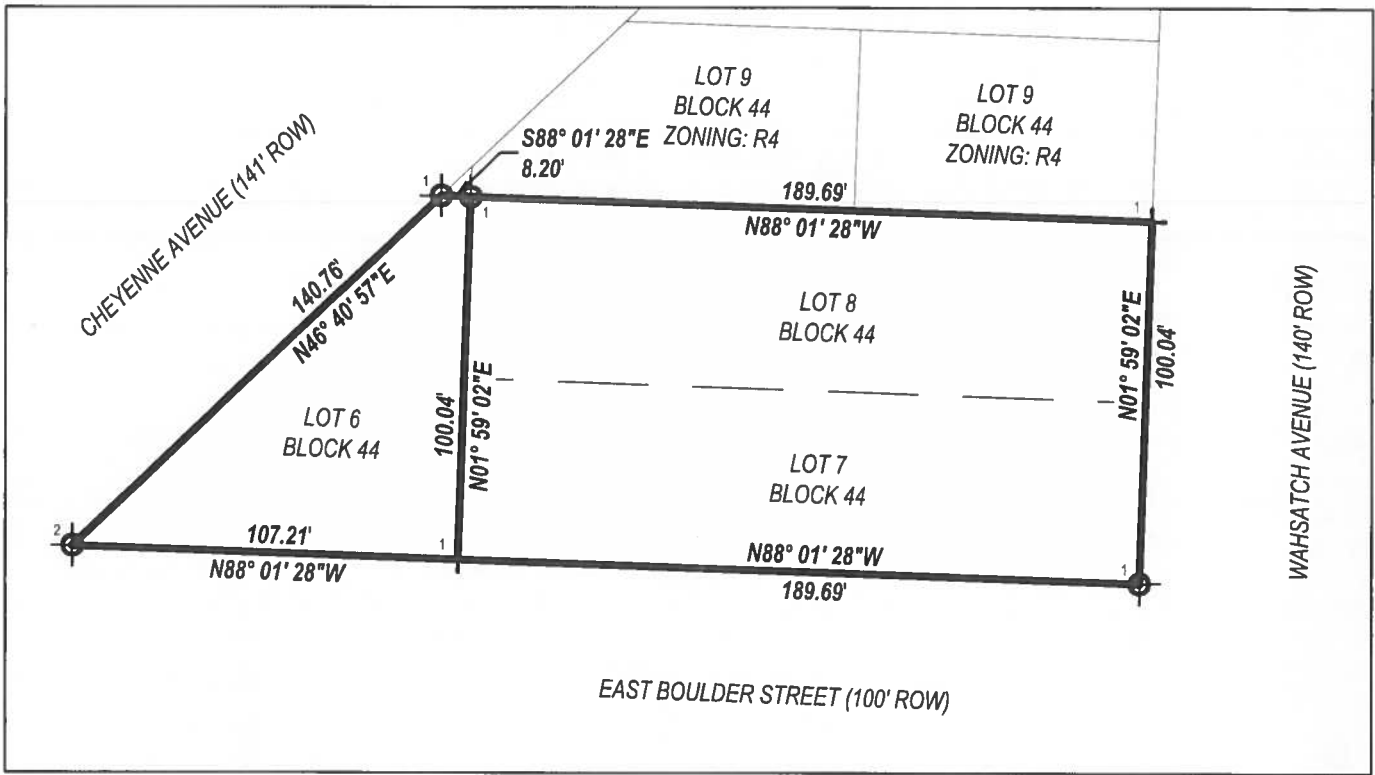 LOT 9
BLOCK 44
ZONING: R4
LOT 9
BLOCK 44
ZONING: R4
CHEYENNE AVENUE (141' ROW)
S88° 01' 28"E
8.20'
1
1
189.69'
N88° 01' 28"W
1
140.76'
N46° 40' 57"E
LOT 8
BLOCK 44
N01° 59' 02"E
100.04'
WAHSATCH AVENUE (140' ROW)
100.04'
N01° 59' 02"E
LOT 6
BLOCK 44
LOT 7
BLOCK 44
2
107.21'
N88° 01' 28"W
1
N88° 01' 28"W
189.69'
1
EAST BOULDER STREET (100' ROW)